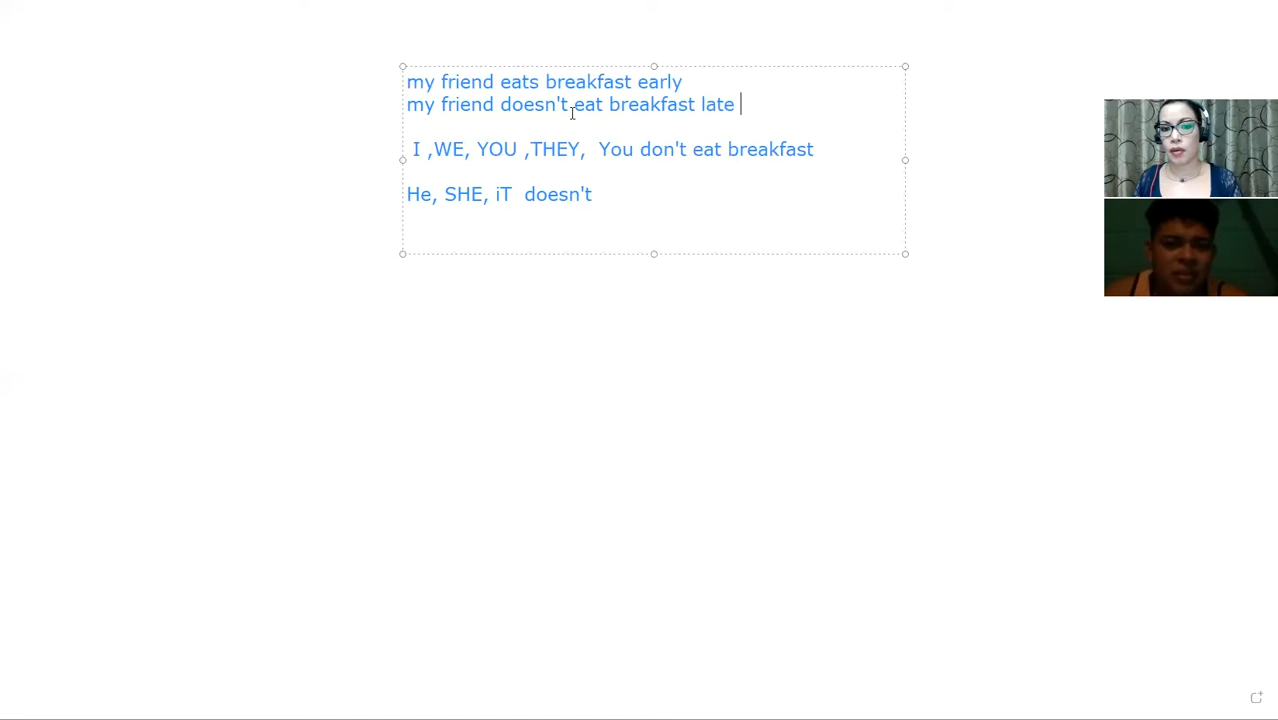 my friend eats breakfast early
my friend doesn't eat breakfast late
I ,WE, YOU ,THEY,  You don't eat breakfast
He, SHE, iT  doesn't